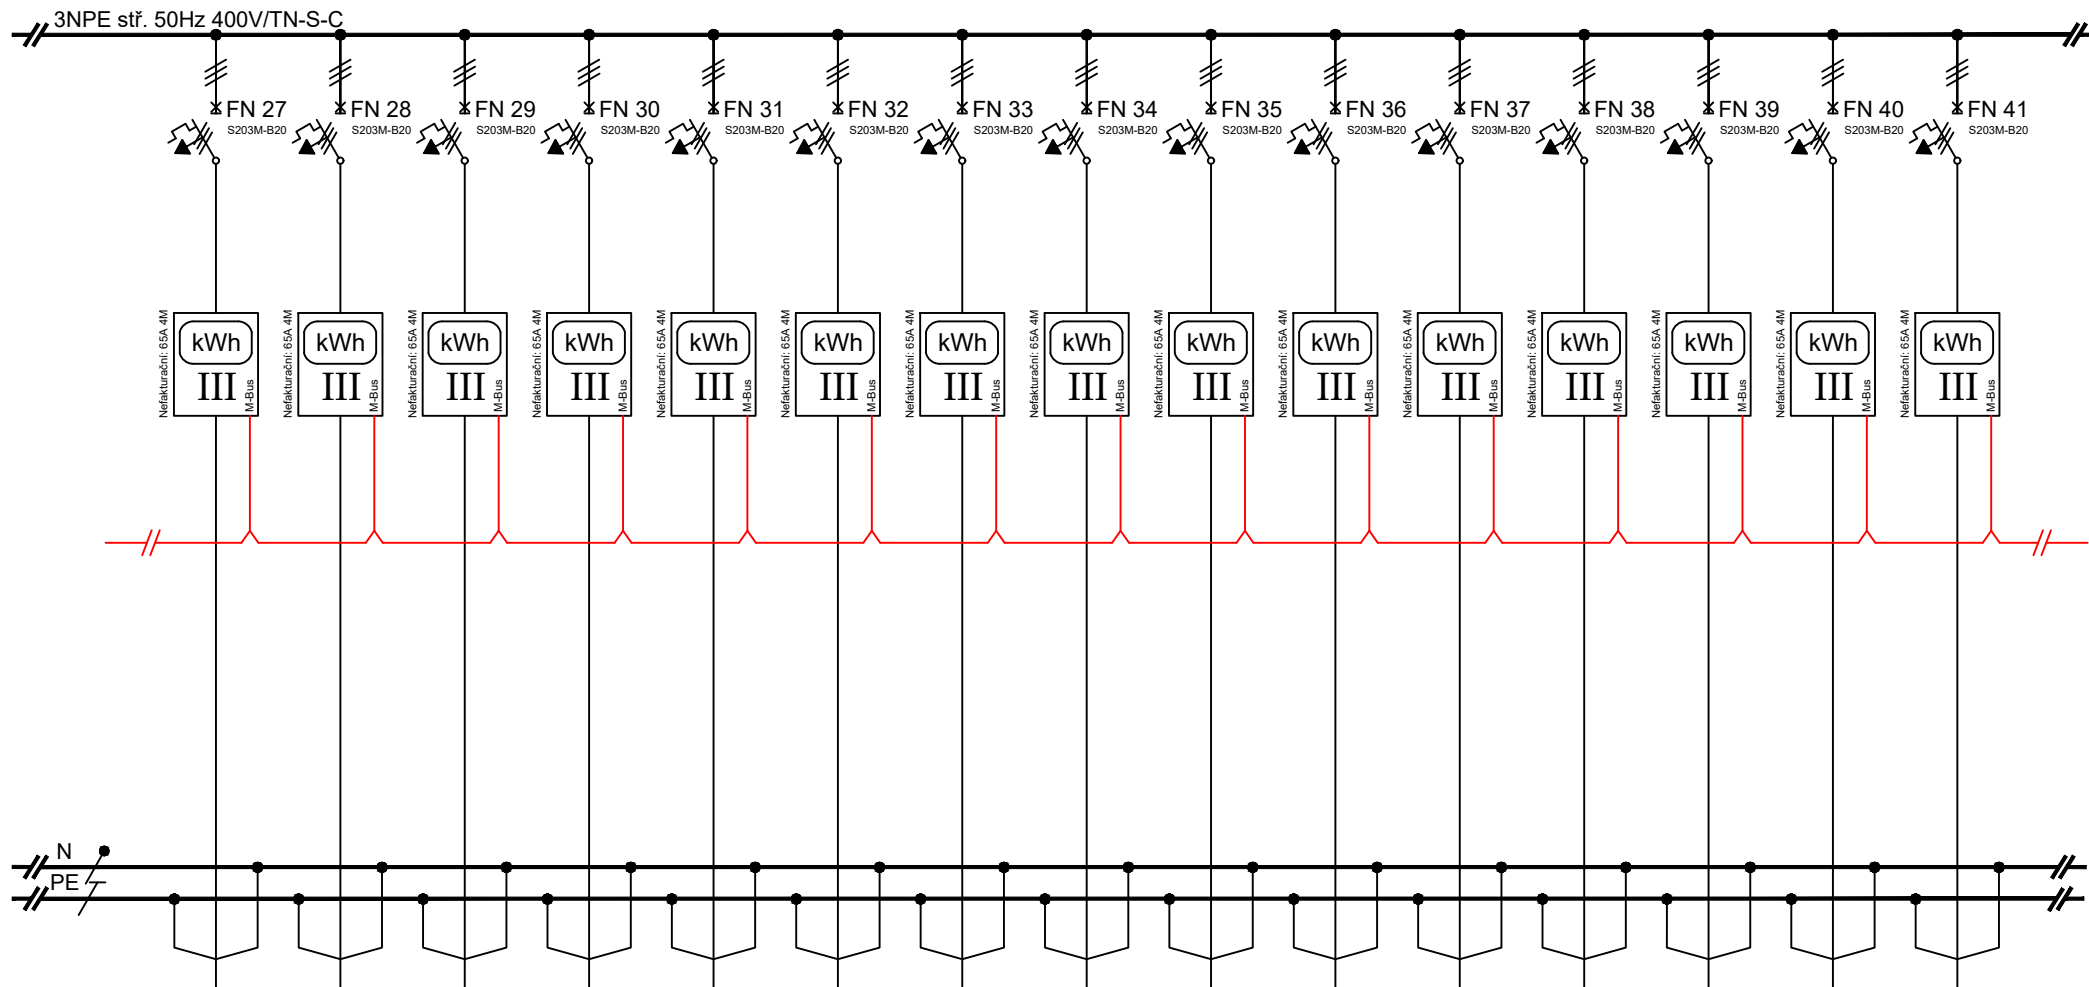 3NPE stř. 50Hz 400V/TN-S-C
FN 27 FN 28 FN 29 FN 30 FN 31 FN 32 FN 33 FN 34 FN 35 FN 36 FN 37 FN 38 FN 39 FN 40 FN 41
S203M-B20 S203M-B20 S203M-B20 S203M-B20 S203M-B20 S203M-B20 S203M-B20 S203M-B20 S203M-B20 S203M-B20 S203M-B20 S203M-B20 S203M-B20 S203M-B20 S203M-B20
Nefakturační: 65A 4M
kWh
III
M-Bus
Nefakturační: 65A 4M
kWh
III
M-Bus
Nefakturační: 65A 4M
kWh
III
M-Bus
Nefakturační: 65A 4M
kWh
III
M-Bus
Nefakturační: 65A 4M
kWh
III
M-Bus
Nefakturační: 65A 4M
kWh
III
M-Bus
Nefakturační: 65A 4M
kWh
III
M-Bus
Nefakturační: 65A 4M
kWh
III
M-Bus
Nefakturační: 65A 4M
kWh
III
M-Bus
Nefakturační: 65A 4M
kWh
III
M-Bus
Nefakturační: 65A 4M
kWh
III
M-Bus
Nefakturační: 65A 4M
kWh
III
M-Bus
Nefakturační: 65A 4M
kWh
III
M-Bus
Nefakturační: 65A 4M
kWh
III
M-Bus
Nefakturační: 65A 4M
kWh
III
M-Bus
N
PE